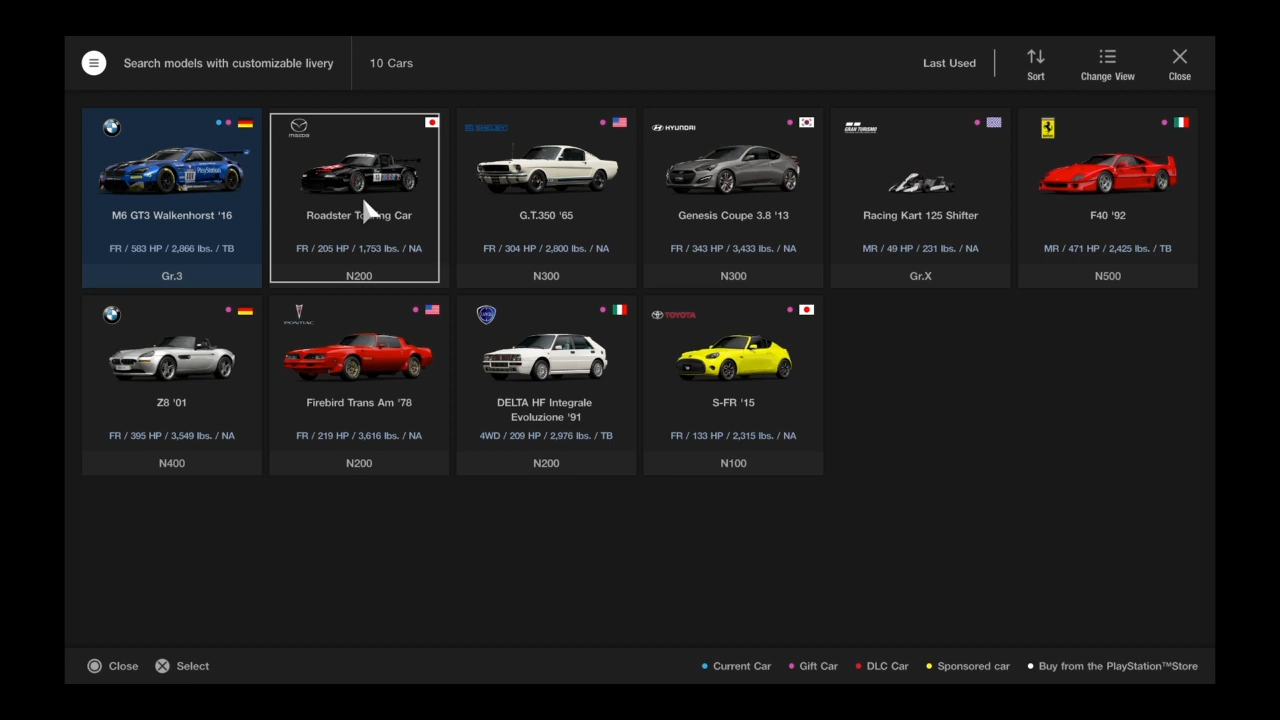 Search models with customizable livery
10 Cars
Last Used
Sort
Change View
Close
M6 GT3 Walkenhorst '16
FR / 583 HP / 2,866 lbs. / TB
Gr.3
mazda
Roadster Touring Car
FR / 205 HP / 1,753 lbs. / NA
N200
SHELBY
G.T.350 '65
FR / 304 HP / 2,800 lbs. / NA
N300
HYUNDAI
Genesis Coupe 3.8 '13
FR / 343 HP / 3,433 lbs. / NA
N300
GRAN TURISMO
Racing Kart 125 Shifter
MR / 49 HP / 231 lbs. / NA
Gr.X
F40 '92
MR / 471 HP / 2,425 lbs. / TB
N500
PlayStation
Z8 '01
FR / 395 HP / 3,549 lbs. / NA
N400
PONTIAC
Firebird Trans Am '78
FR / 219 HP / 3,616 lbs. / NA
N200
DELTA HF Integrale
Evoluzione '91
4WD / 209 HP / 2,976 lbs. / TB
N200
TOYOTA
S-FR '15
FR / 133 HP / 2,315 lbs. / NA
N100
Close
Select
Current Car
Gift Car
DLC Car
Sponsored car
Buy from the PlayStation™Store